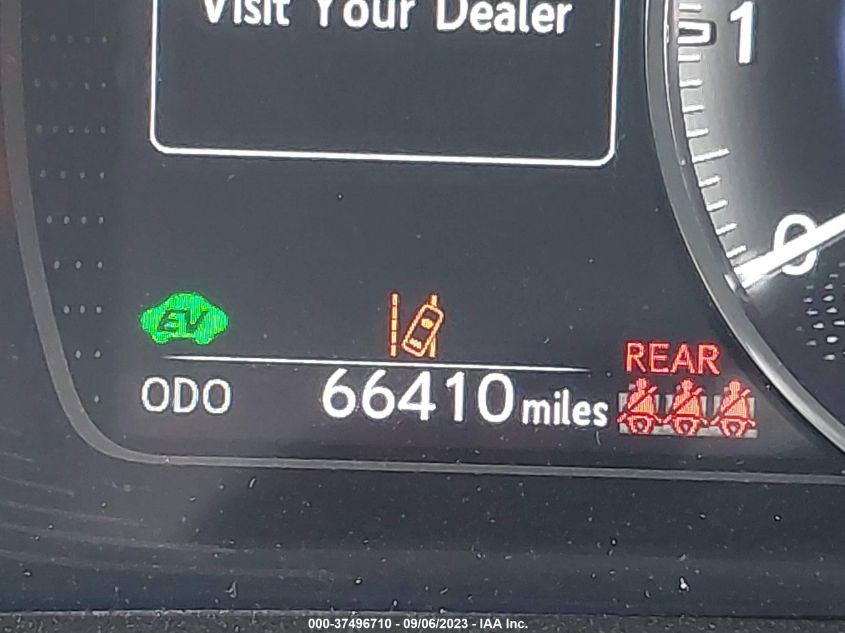 Visit Your Dealer
1
0
EV
REAR
ODO 66410 miles
000-37496710 - 09/06/2023 - IAA Inc.